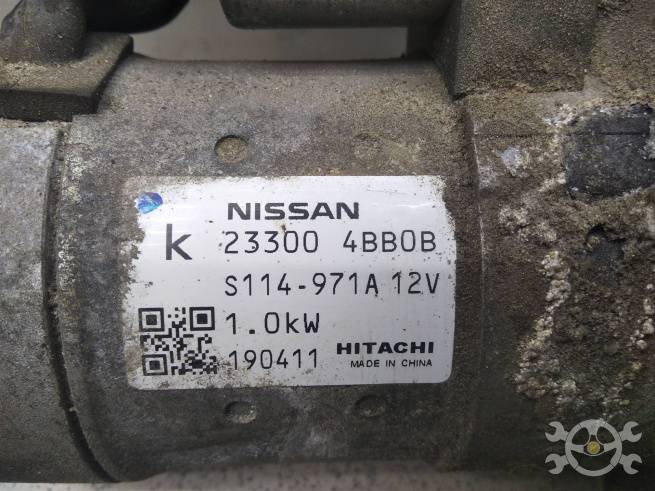 NISSAN
k 23300 4BB0B
S114-971A 12V
1.0kW
190411 HITACHI
MADE IN CHINA